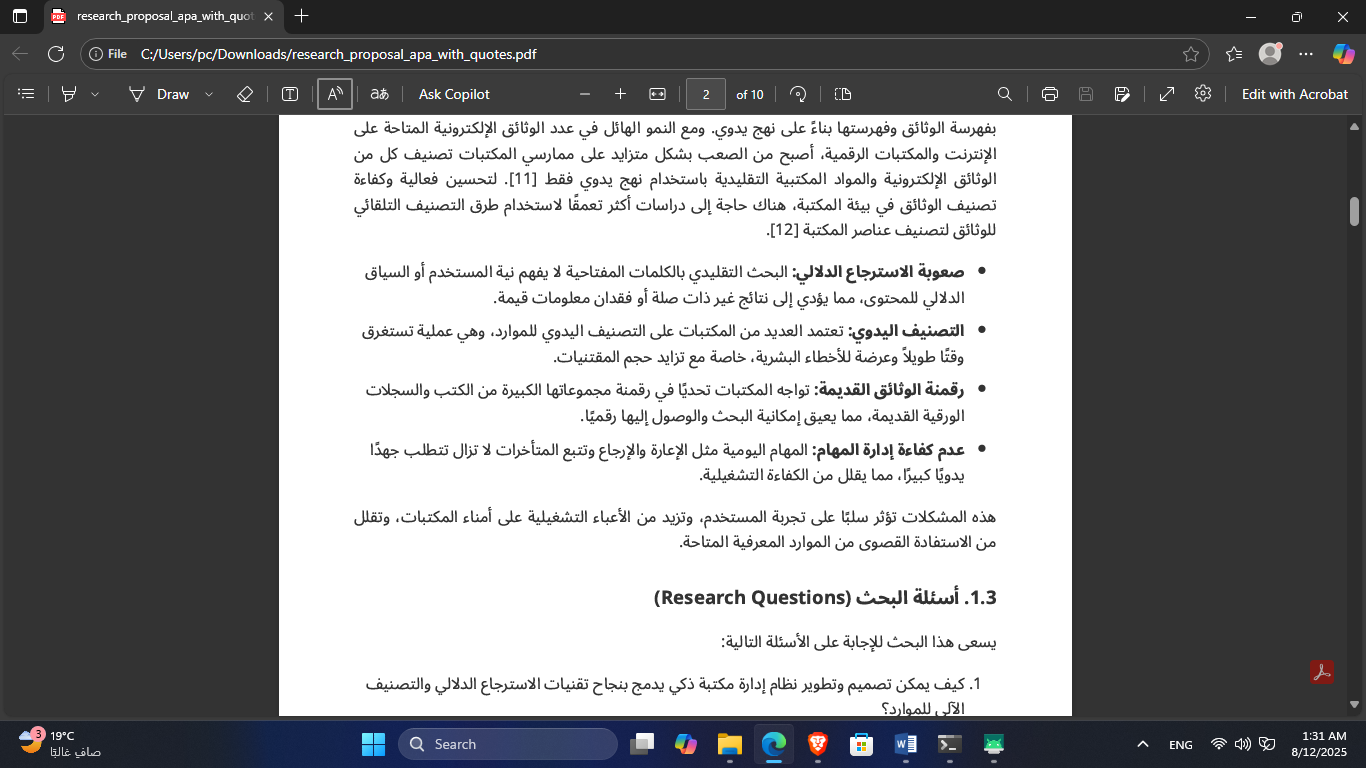 research_proposal_apa_with_quot
File
C:/Users/pc/Downloads/research_proposal_apa_with_quotes.pdf
Draw
aあ
Ask Copilot
2
of 10
Edit with Acrobat
بفهرسة الوثائق وفهرستها بناءً على نهج يدوي. ومع النمو الهائل في عدد الوثائق الإلكترونية المتاحة على
الإنترنت والمكتبات الرقمية، أصبح من الصعب بشكل متزايد على ممارسي المكتبات تصنيف كل من
الوثائق الإلكترونية والمواد المكتبية التقليدية باستخدام نهج يدوي فقط [11]. لتحسين فعالية وكفاءة
تصنيف الوثائق في بيئة المكتبة، هناك حاجة إلى دراسات أكثر تعمقًا لاستخدام طرق التصنيف التلقائي
للوثائق لتصنيف عناصر المكتبة [12].
• صعوبة الاسترجاع الدلالي: البحث التقليدي بالكلمات المفتاحية لا يفهم نية المستخدم أو السياق
الدلالي للمحتوى، مما يؤدي إلى نتائج غير ذات صلة أو فقدان معلومات قيمة.
• التصنيف اليدوي: تعتمد العديد من المكتبات على التصنيف اليدوي للموارد، وهي عملية تستغرق
وقتًا طويلاً وعرضة للأخطاء البشرية، خاصة مع تزايد حجم المقتنيات.
• رقمنة الوثائق القديمة: تواجه المكتبات تحديًا في رقمنة مجموعاتها الكبيرة من الكتب والسجلات
الورقية القديمة، مما يعيق إمكانية البحث والوصول إليها رقميًا.
• عدم كفاءة إدارة المهام: المهام اليومية مثل الإعارة والإرجاع وتتبع المتأخرات لا تزال تتطلب جهدًا
يدويًا كبيرًا، مما يقلل من الكفاءة التشغيلية.
هذه المشكلات تؤثر سلبًا على تجربة المستخدم، وتزيد من الأعباء التشغيلية على أمناء المكتبات، وتقلل
من الاستفادة القصوى من الموارد المعرفية المتاحة.
1.3. أسئلة البحث (Research Questions)
يسعى هذا البحث للإجابة على الأسئلة التالية:
1. كيف يمكن تصميم وتطوير نظام إدارة مكتبة ذكي يدمج بنجاح تقنيات الاسترجاع الدلالي والتصنيف
الآلي للموارد؟
3
19°C
صافٍ غالبًا
Search
ENG
1:31 AM
8/12/2025